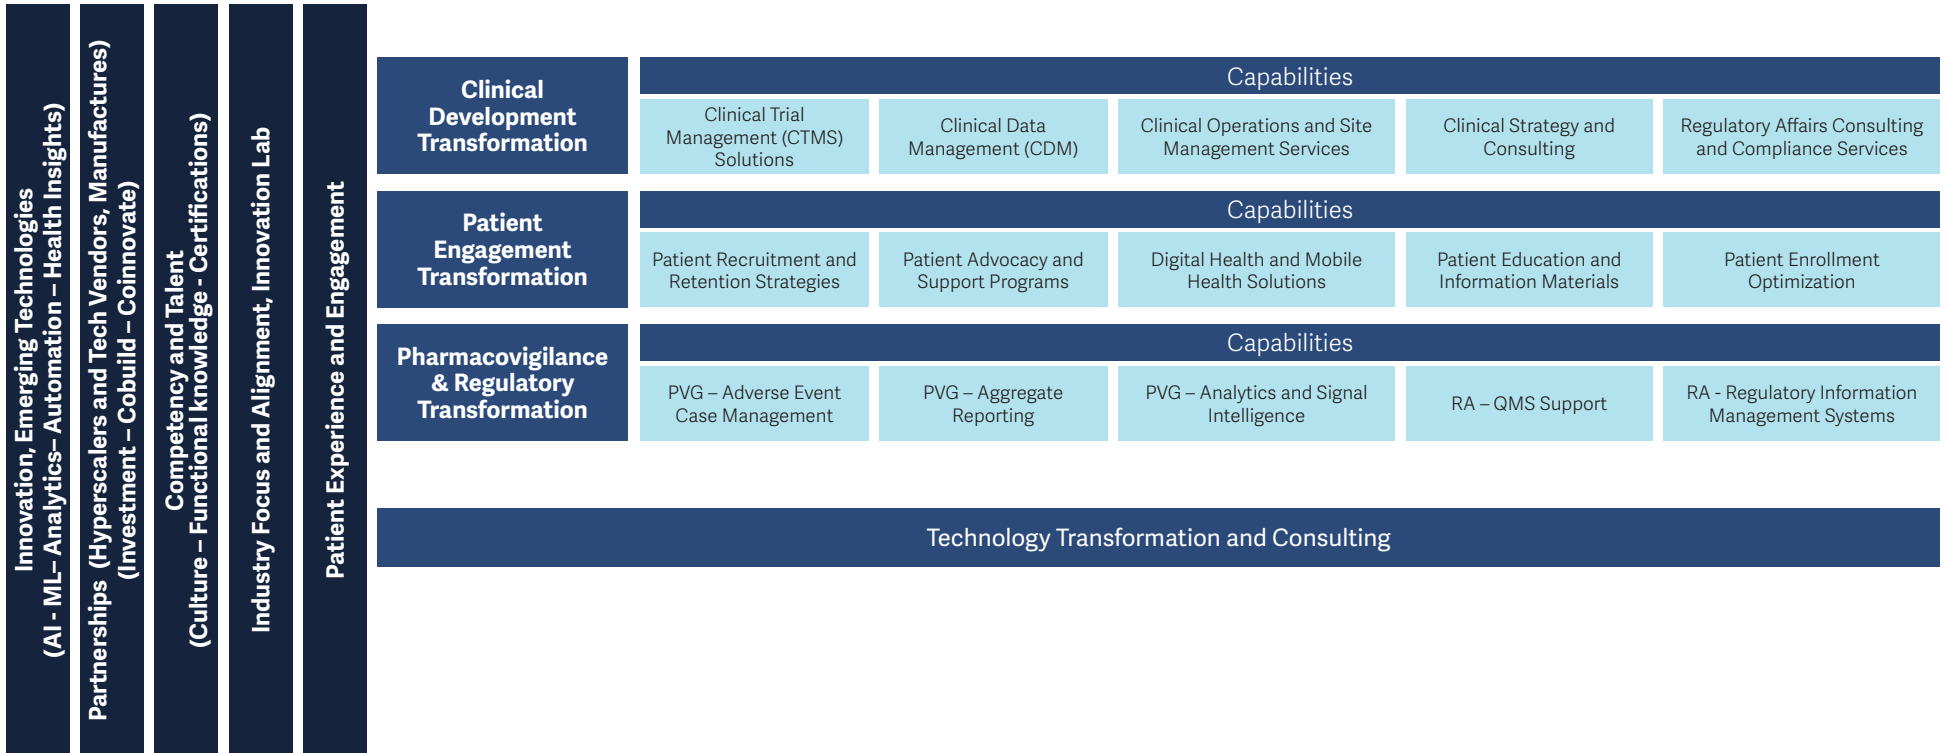 Innovation, Emerging Technologies
(AI - ML– Analytics– Automation – Health Insights)
Partnerships (Hyperscalers and Tech Vendors, Manufactures)
(Investment – Cobuild – Coinnovate)
Competency and Talent
(Culture – Functional knowledge - Certifications)
Industry Focus and Alignment, Innovation Lab
Patient Experience and Engagement
Clinical
Development
Transformation
Capabilities
Clinical Trial
Management (CTMS)
Solutions
Clinical Data
Management (CDM)
Clinical Operations and Site
Management Services
Clinical Strategy and
Consulting
Regulatory Affairs Consulting
and Compliance Services
Patient
Engagement
Transformation
Capabilities
Patient Recruitment and
Retention Strategies
Patient Advocacy and
Support Programs
Digital Health and Mobile
Health Solutions
Patient Education and
Information Materials
Patient Enrollment
Optimization
Pharmacovigilance
& Regulatory
Transformation
Capabilities
PVG – Adverse Event
Case Management
PVG – Aggregate
Reporting
PVG – Analytics and Signal
Intelligence
RA – QMS Support
RA - Regulatory Information
Management Systems
Technology Transformation and Consulting